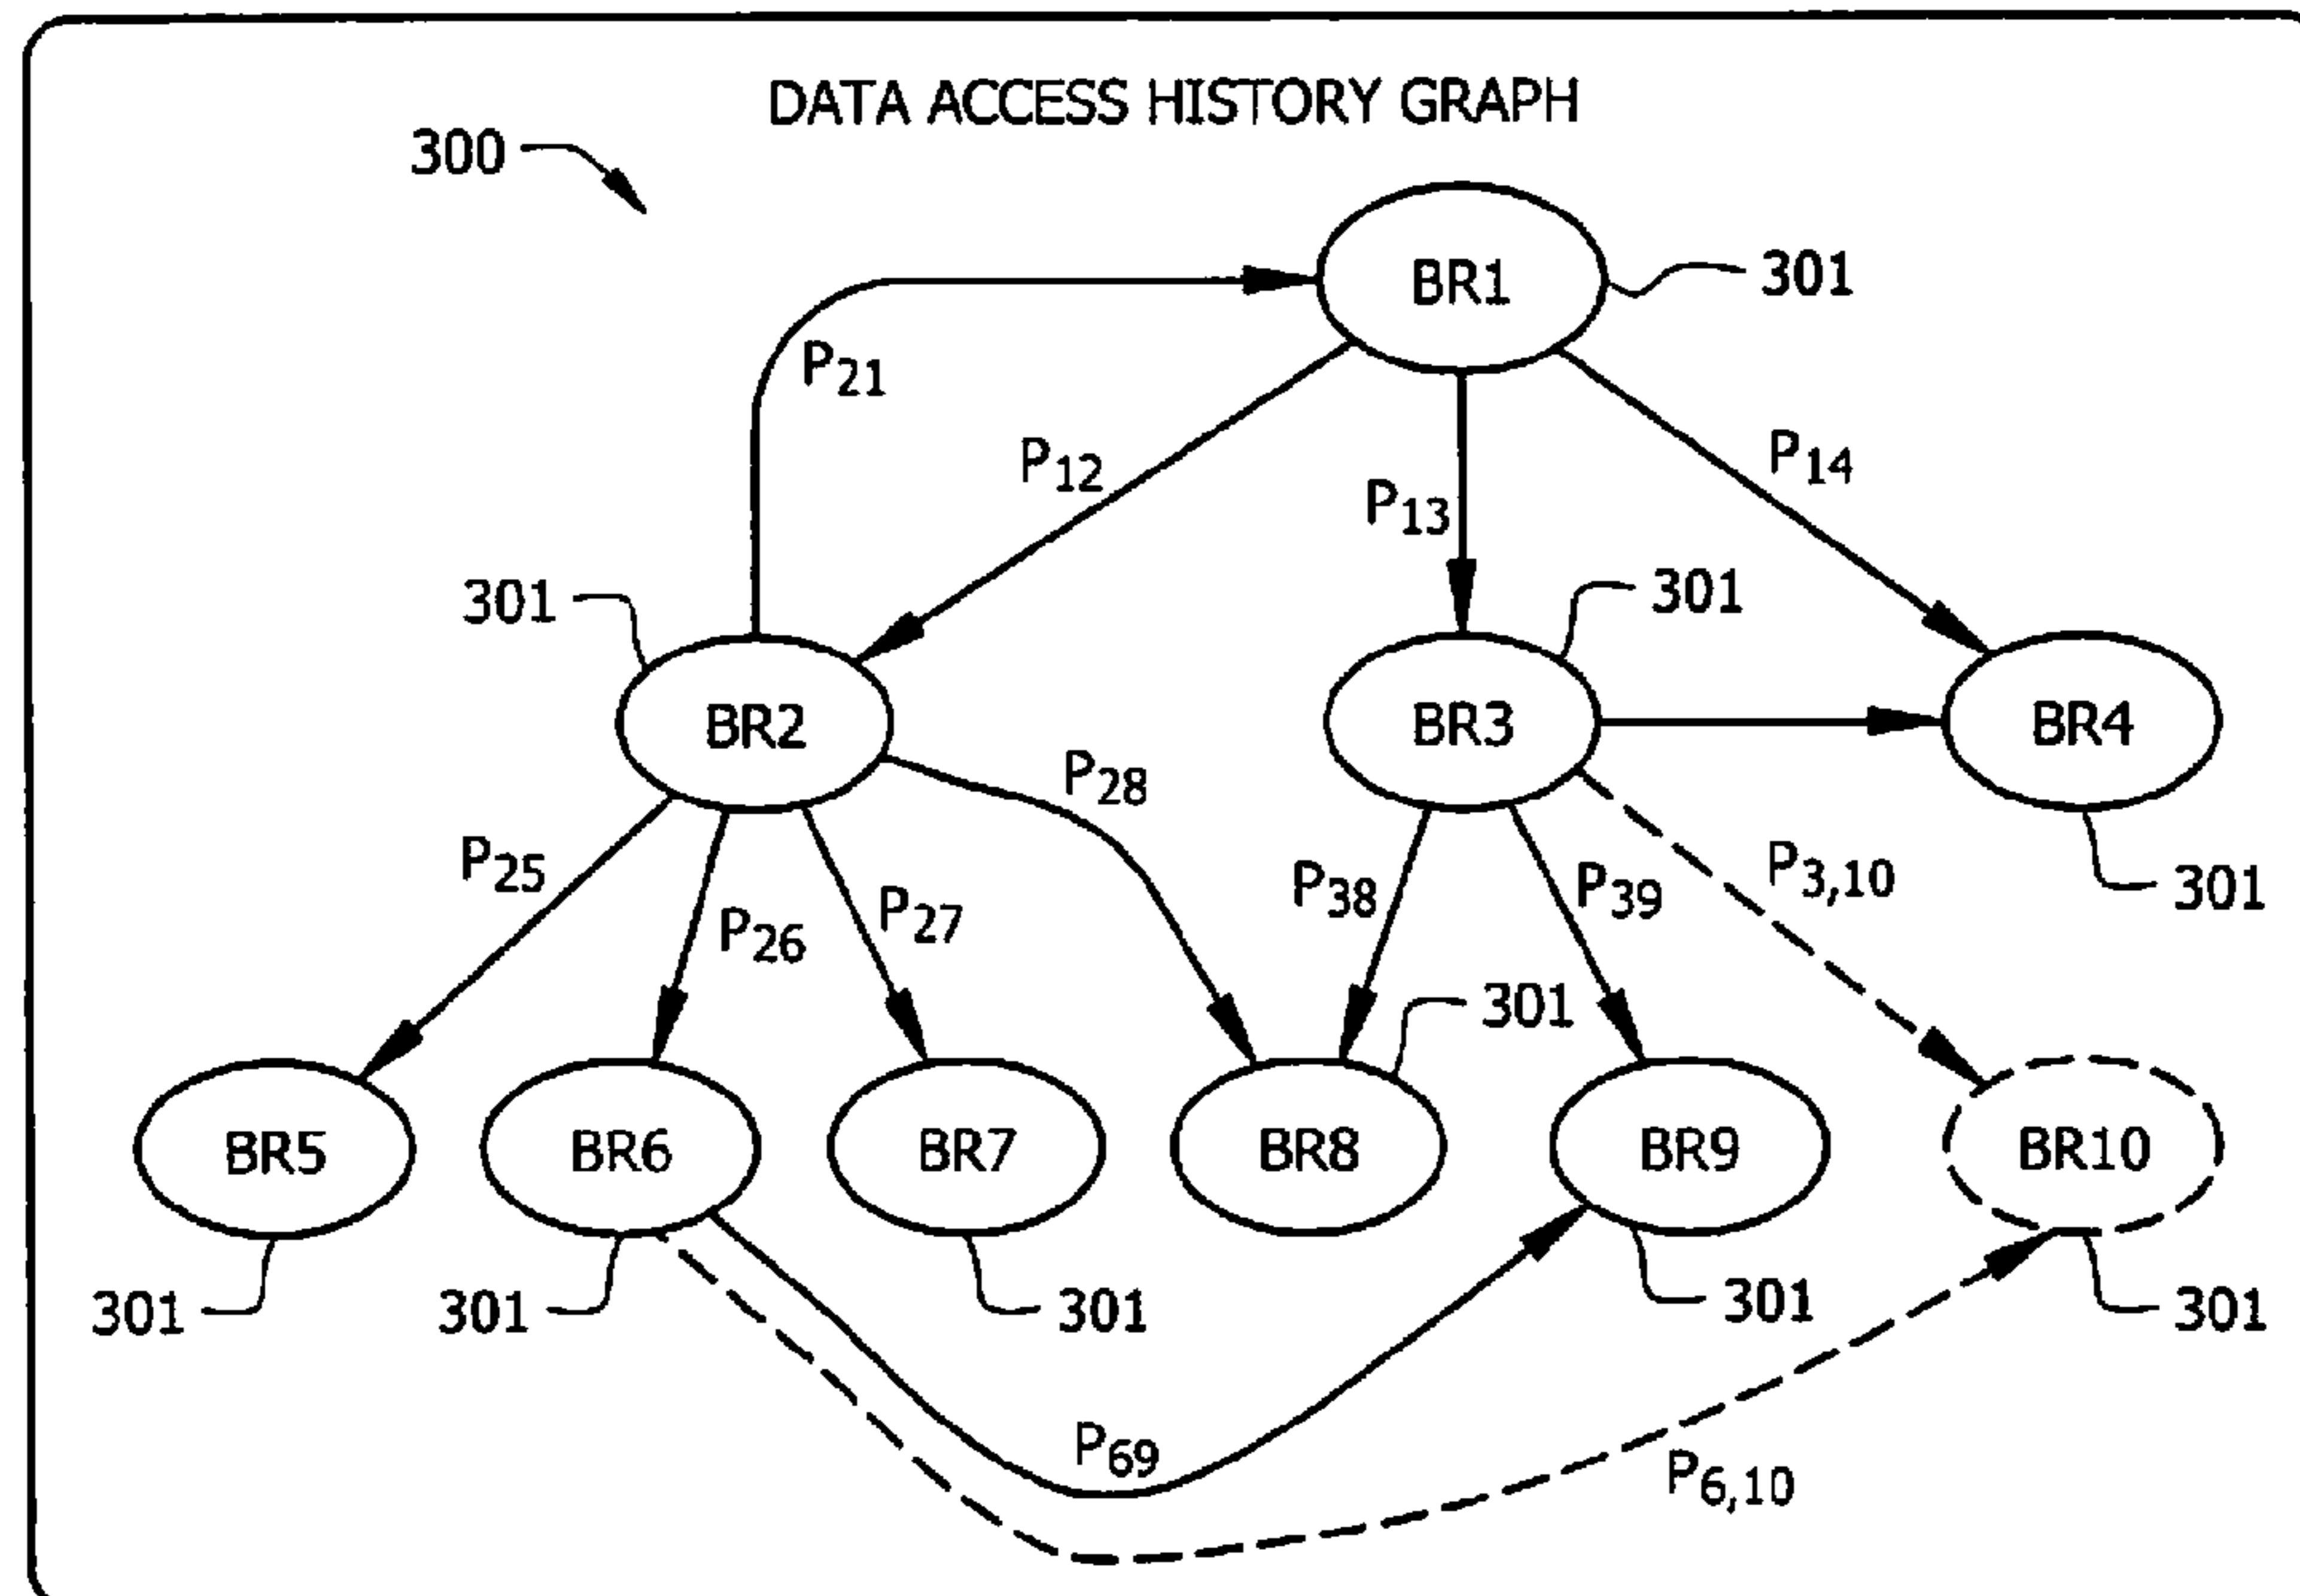 DATA ACCESS HISTORY GRAPH
300
BR1
301
P21
P12
P13
P14
301
301
BR2
BR3
BR4
P28
P25
P26
P27
P38
P39
P3,10
301
301
BR5
BR6
BR7
BR8
BR9
BR10
301
301
301
301
301
P69
P6,10